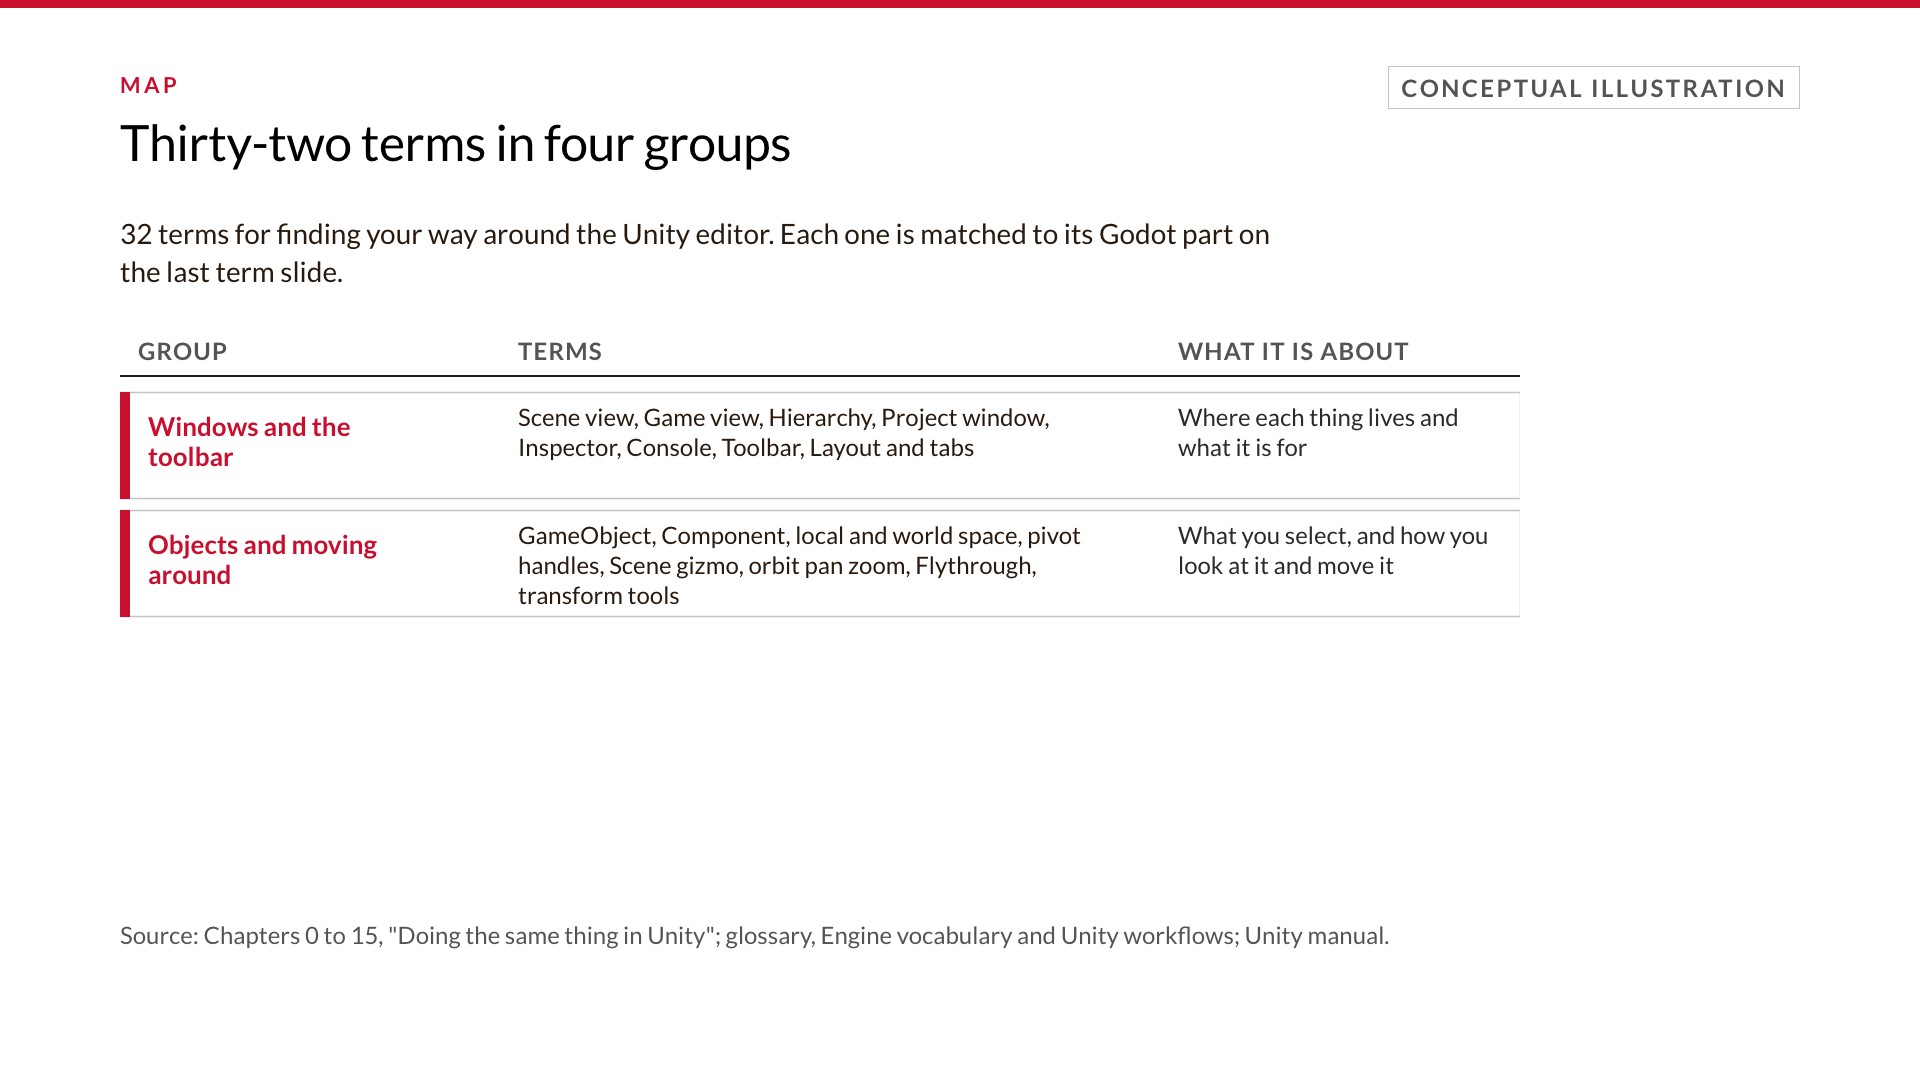 MAP
CONCEPTUAL ILLUSTRATION
Thirty-two terms in four groups
32 terms for finding your way around the Unity editor. Each one is matched to its Godot part on
the last term slide.
GROUP
TERMS
WHAT IT IS ABOUT
Windows and the
toolbar
Scene view, Game view, Hierarchy, Project window,
Inspector, Console, Toolbar, Layout and tabs
Where each thing lives and
what it is for
Objects and moving
around
GameObject, Component, local and world space, pivot
handles, Scene gizmo, orbit pan zoom, Flythrough,
transform tools
What you select, and how you
look at it and move it
Source: Chapters 0 to 15, "Doing the same thing in Unity"; glossary, Engine vocabulary and Unity workflows; Unity manual.